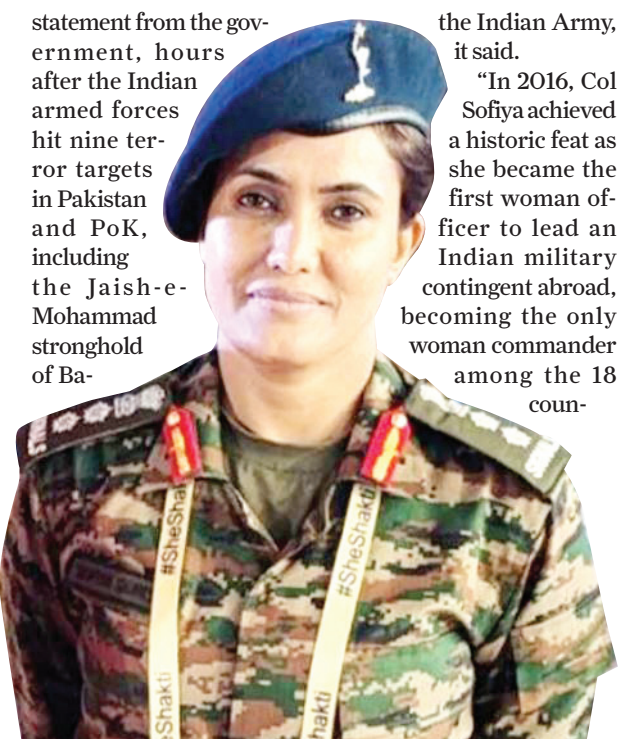 statement from the gov-
ernment, hours
after the Indian
armed forces
hit nine ter-
ror targets
in Pakistan
and PoK,
including
the Jaish-e-
Mohammad
stronghold
of Ba-
the Indian Army,
it said.
“In 2016, Col
Sofiya achieved
a historic feat as
she became the
first woman of-
ficer to lead an
Indian military
contingent abroad,
becoming the only
woman commander
among the 18
coun-
#SheShakti
Shakti
#SheShakti
hakti